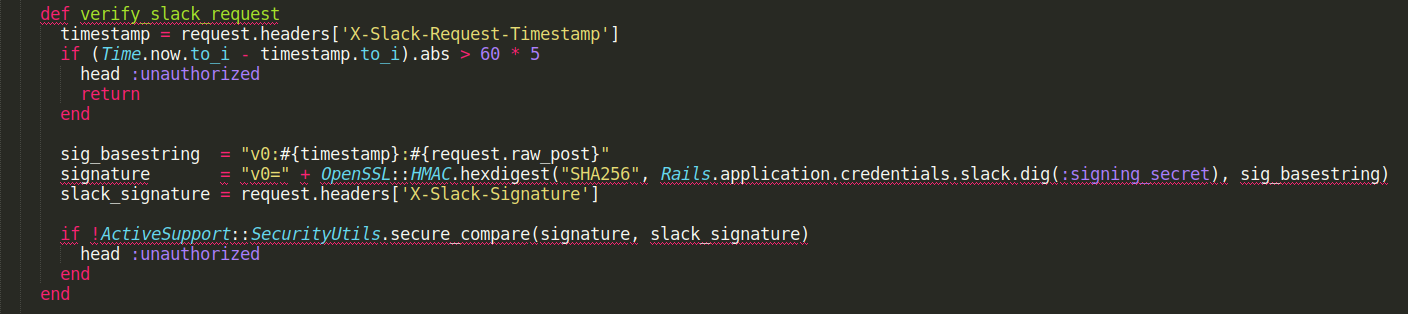 def verify_slack_request
  timestamp = request.headers['X-Slack-Request-Timestamp']
  if (Time.now.to_i - timestamp.to_i).abs > 60 * 5
    head :unauthorized
    return
  end

  sig_basestring  = "v0:#{timestamp}:#{request.raw_post}"
  signature       = "v0=" + OpenSSL::HMAC.hexdigest("SHA256", Rails.application.credentials.slack.dig(:signing_secret), sig_basestring)
  slack_signature = request.headers['X-Slack-Signature']

  if !ActiveSupport::SecurityUtils.secure_compare(signature, slack_signature)
    head :unauthorized
  end
end